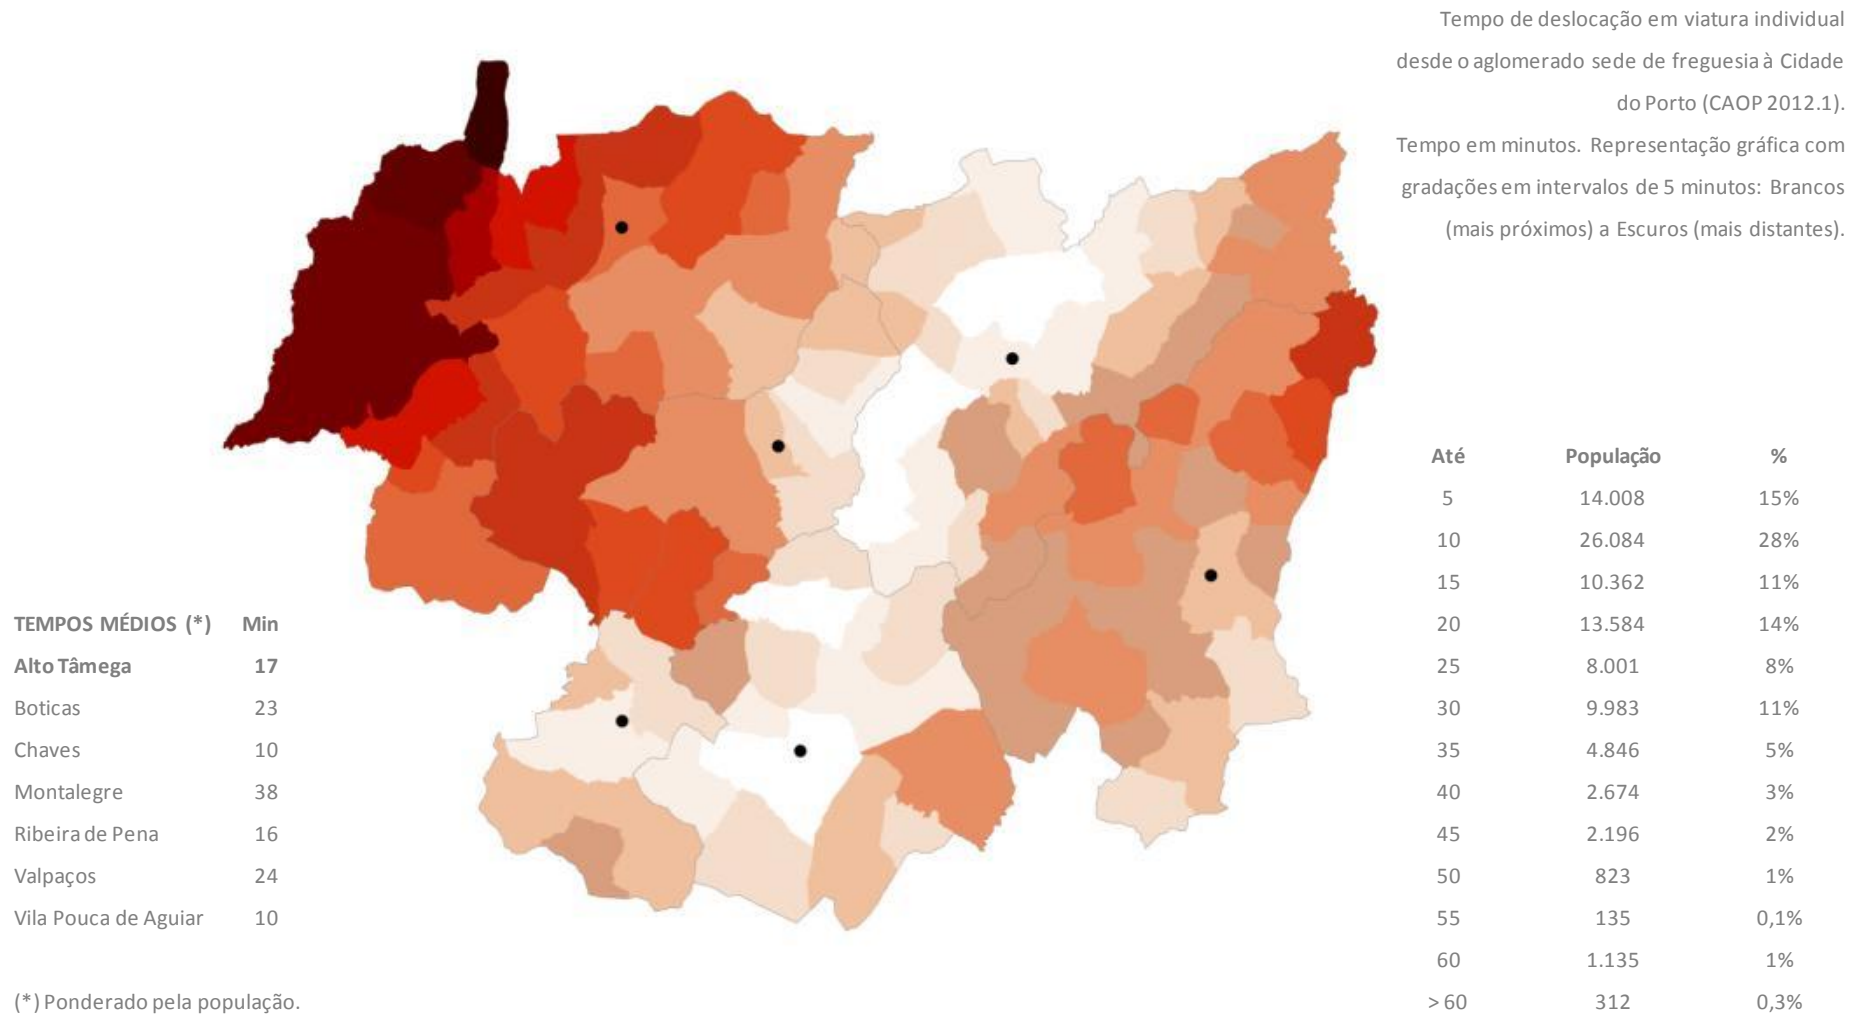 Tempo de deslocação em viatura individual
desde o aglomerado sede de freguesia à Cidade
do Porto (CAOP 2012.1).
Tempo em minutos. Representação gráfica com
gradações em intervalos de 5 minutos: Brancos
(mais próximos) a Escuros (mais distantes).
Até População %
5 14.008 15%
10 26.084 28%
15 10.362 11%
20 13.584 14%
25 8.001 8%
30 9.983 11%
35 4.846 5%
40 2.674 3%
45 2.196 2%
50 823 1%
55 135 0,1%
60 1.135 1%
> 60 312 0,3%
TEMPOS MÉDIOS (*) Min
Alto Tâmega 17
Boticas 23
Chaves 10
Montalegre 38
Ribeira de Pena 16
Valpaços 24
Vila Pouca de Aguiar 10
(*) Ponderado pela população.